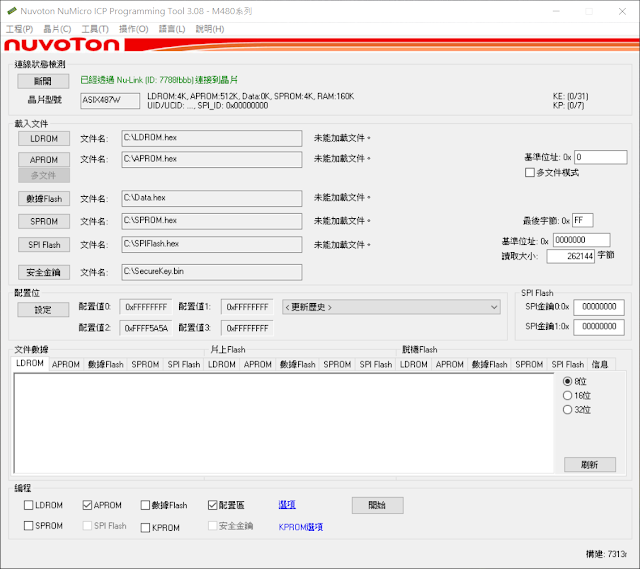 Nuvoton NuMicro ICP Programming Tool 3.08 - M480系列
工程(P) 晶片(C) 工具(T) 操作(O) 語言(L) 說明(H)
nuvoTon
連線狀態檢測
斷開 已經透過 Nu-Link (ID: 7788fbbb) 連接到晶片
晶片型號 ASIX487W LDROM:4K, APROM:512K, Data:0K, SPROM:4K, RAM:160K KE: (0/31)
UID/UCID: ..., SPI_ID: 0x00000000 KP: (0/7)
載入文件
LDROM 文件名: C:\LDROM.hex 未能加載文件。
APROM 文件名: C:\APROM.hex 未能加載文件。 基準位址: 0x 0
多文件 多文件模式
數據Flash 文件名: C:\Data.hex 未能加載文件。
SPROM 文件名: C:\SPROM.hex 未能加載文件。 最後字節: 0x FF
SPI Flash 文件名: C:\SPIFlash.hex 未能加載文件。 基準位址: 0x 0000000
讀取大小: 262144 字節
安全金鑰 文件名: C:\SecureKey.bin
配置位 SPI Flash
設定 配置值0: 0xFFFFFFFF 配置值1: 0xFFFFFFFF < 更新歷史 > SPI金鑰0:0x 00000000
配置值2: 0xFFFF5A5A 配置值3: 0xFFFFFFFF SPI金鑰1:0x 00000000
文件數據 片上Flash 脫機Flash
LDROM APROM 數據Flash SPROM SPI Flash LDROM APROM 數據Flash SPROM SPI Flash LDROM APROM 數據Flash SPROM SPI Flash 信息
8位
16位
32位
刷新
編程
LDROM APROM 數據Flash 配置區 選項 開始
SPROM SPI Flash KPROM 安全金鑰 KPROM選項
構建: 7313r